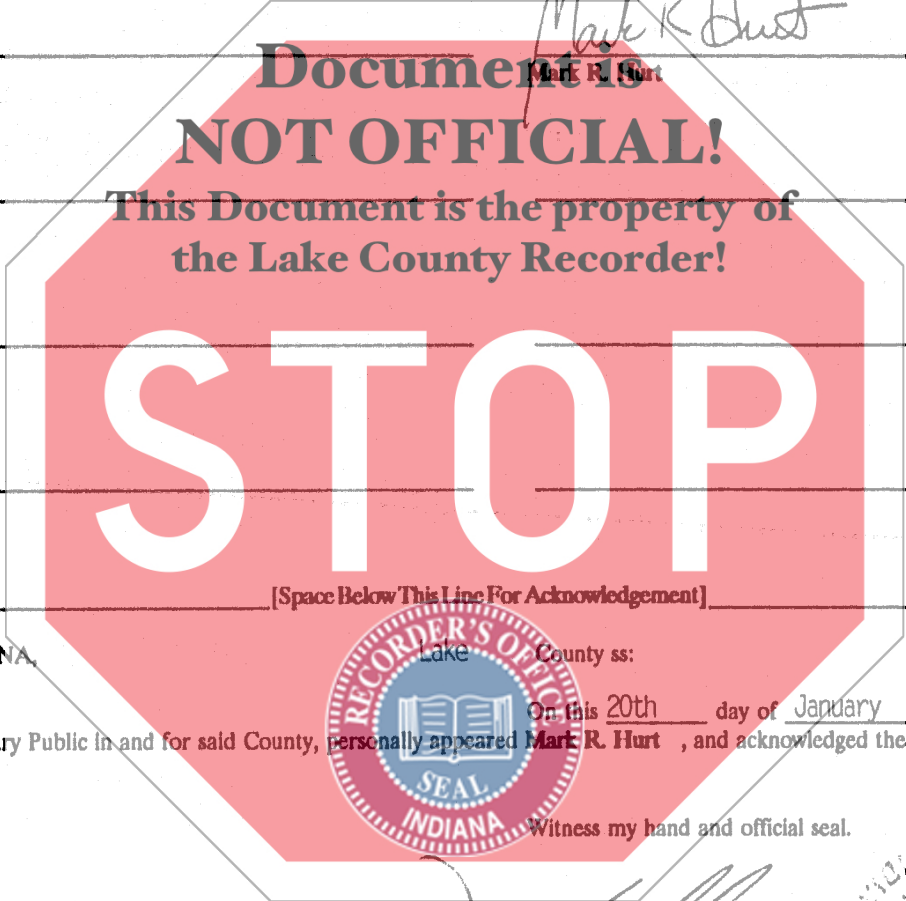 Mark R Hurt
Document is
Mark R. Hurt
NOT OFFICIAL!
This Document is the property of
the Lake County Recorder!
STOP
[Space Below This Line For Acknowledgement]
RECORDER'S OFFICE
NA, Lake County ss:
On this 20th day of January
ry Public in and for said County, personally appeared Mark R. Hurt , and acknowledged the
SEAL
INDIANA
Witness my hand and official seal.